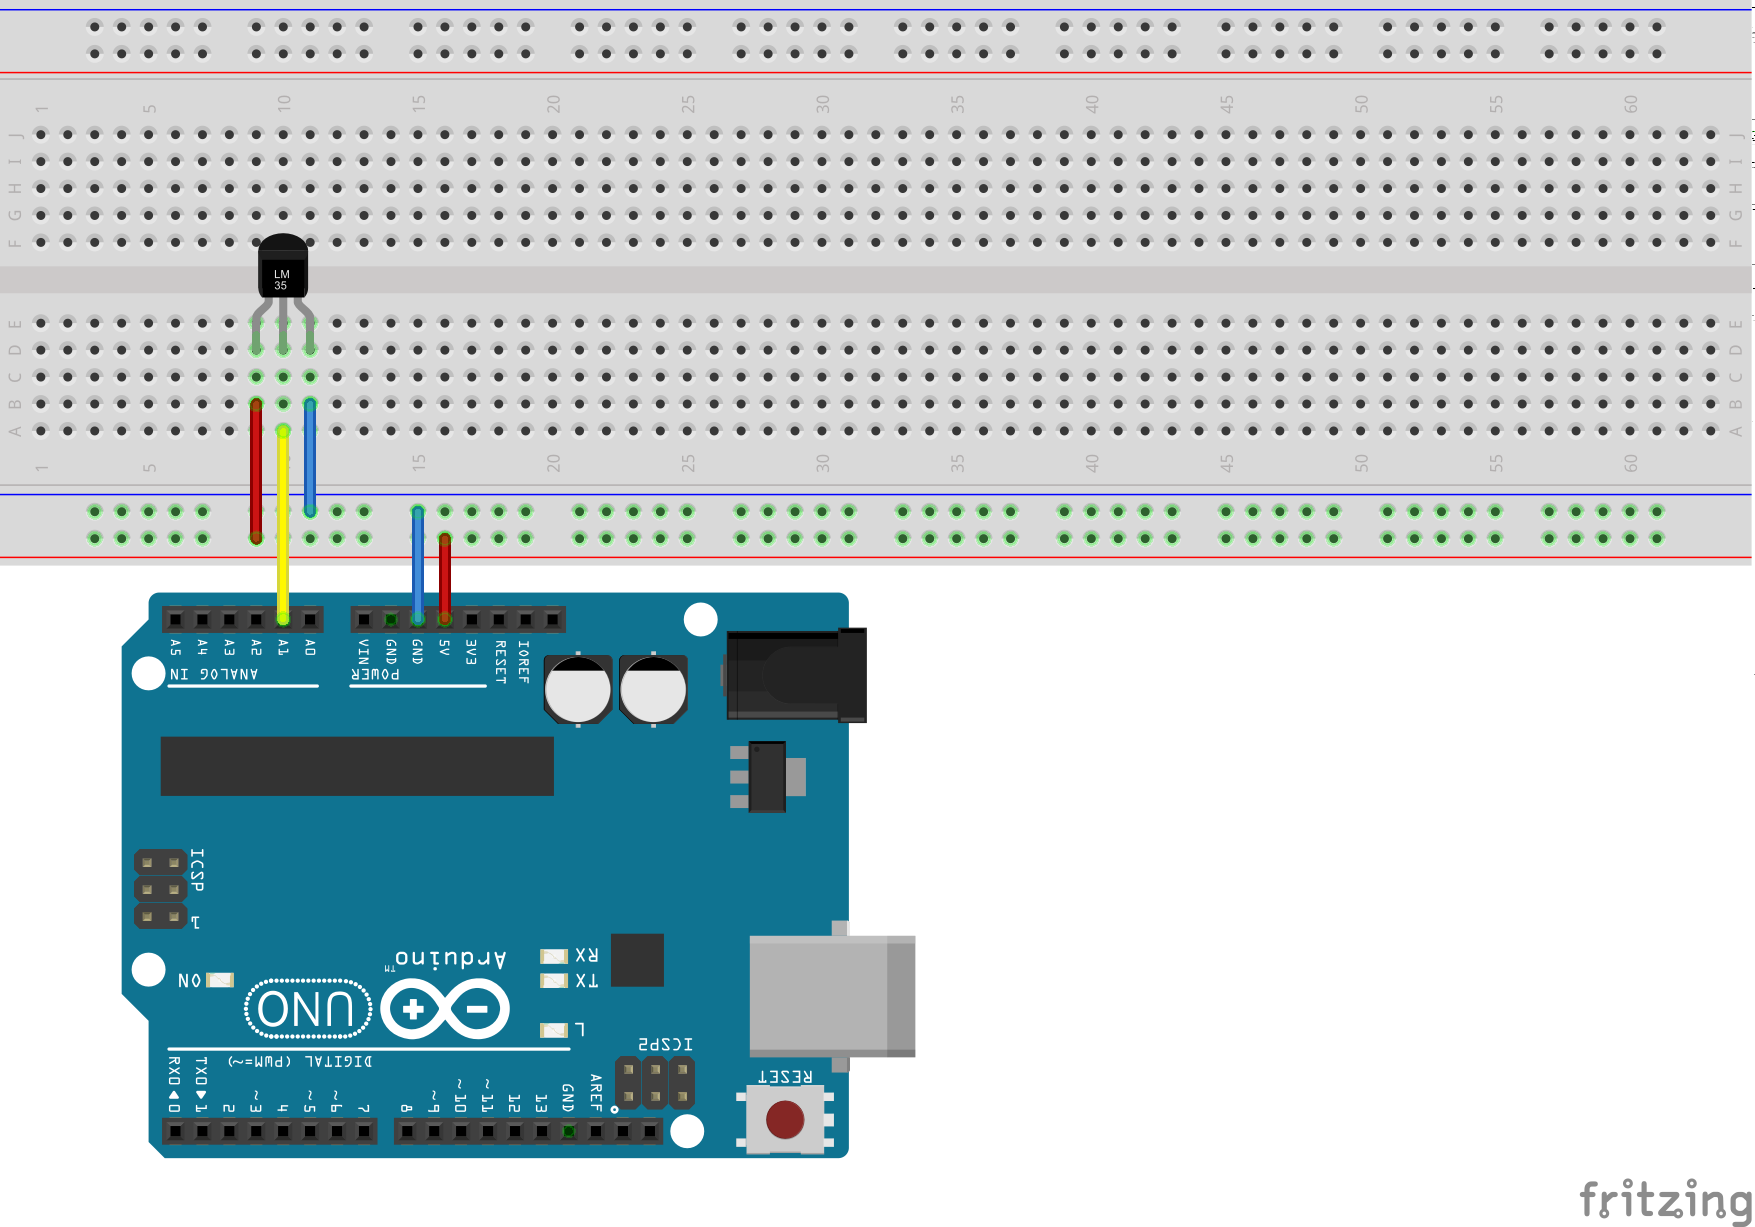 1 5 10 15 20 25 30 35 40 45 50 55 60
J J
I I
H H
G G
F F
LM
35
E E
D D
C C
B B
A A
1 5 15 20 25 30 35 40 45 50 55 60
A5 A4 A3 A2 A1 A0 VIN GND GND 5V 3V3 RESET IOREF
ANALOG IN POWER
ICSP
1
Arduino™
RX
ON
TX
UNO
L
ICSP2
DIGITAL (PWM=~)
RESET
RX0◀0 TX0▶1 2 ~3 4 ~5 ~6 7 8 ~9 ~10 ~11 12 13 GND AREF
fritzing